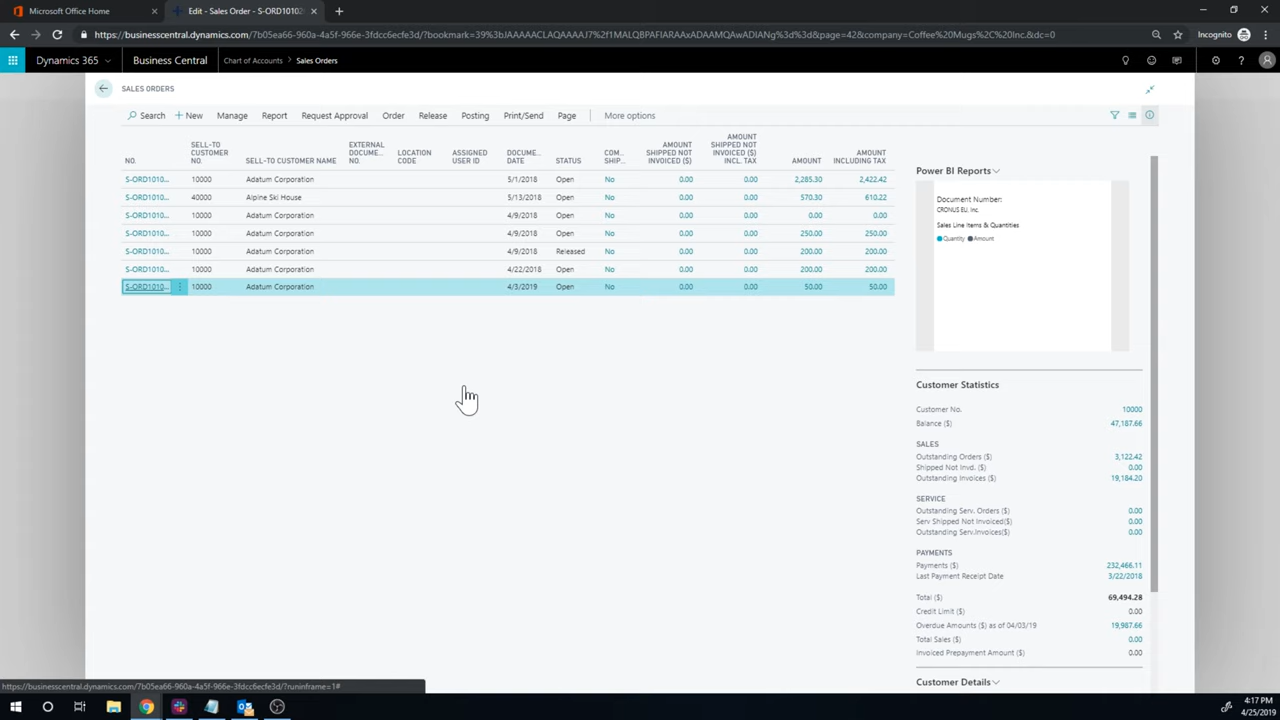 Microsoft Office Home
Edit - Sales Order - S-ORD10102
businesscentral.dynamics.com/7b05ea66-960a-4a5f-966e-3fdcc6ecfe3d/?bookmark=39%3bJAAAAACLAQAAAAJ7%2f1MALQBPAFIARAAxADAAMQAwADIANg%3d%3d&page=42&company=Coffee%20Mugs%2C%20Inc.&dc=0
Incognito
Dynamics 365
Business Central
Chart of Accounts > Sales Orders
SALES ORDERS
Search + New Manage Report Request Approval Order Release Posting Print/Send Page More options
NO. SELL-TO CUSTOMER NO. SELL-TO CUSTOMER NAME EXTERNAL DOCUME... NO. LOCATION CODE ASSIGNED USER ID DOCUME... DATE STATUS COM... SHIP... AMOUNT SHIPPED NOT INVOICED ($) AMOUNT SHIPPED NOT INVOICED ($) INCL. TAX AMOUNT AMOUNT INCLUDING TAX
S-ORD1010... 10000 Adatum Corporation 5/1/2018 Open No 0.00 0.00 2,285.30 2,422.42
S-ORD1010... 40000 Alpine Ski House 5/13/2018 Open No 0.00 0.00 570.30 610.22
S-ORD1010... 10000 Adatum Corporation 4/9/2018 Open No 0.00 0.00 0.00 0.00
S-ORD1010... 10000 Adatum Corporation 4/9/2018 Open No 0.00 0.00 250.00 250.00
S-ORD1010... 10000 Adatum Corporation 4/9/2018 Released No 0.00 0.00 200.00 200.00
S-ORD1010... 10000 Adatum Corporation 4/22/2018 Open No 0.00 0.00 200.00 200.00
S-ORD1010... 10000 Adatum Corporation 4/3/2019 Open No 0.00 0.00 50.00 50.00
Power BI Reports
Document Number:
CRONUS EU, Inc.
Sales Line Items & Quantities
Quantity Amount
Customer Statistics
Customer No. 10000
Balance ($) 47,187.66
SALES
Outstanding Orders ($) 3,122.42
Shipped Not Invd. ($) 0.00
Outstanding Invoices ($) 19,184.20
SERVICE
Outstanding Serv. Orders ($) 0.00
Serv Shipped Not Invoiced($) 0.00
Outstanding Serv.Invoices($) 0.00
PAYMENTS
Payments ($) 232,466.11
Last Payment Receipt Date 3/22/2018
Total ($) 69,494.28
Credit Limit ($) 0.00
Overdue Amounts ($) as of 04/03/19 19,987.66
Total Sales ($) 0.00
Invoiced Prepayment Amount ($) 0.00
Customer Details
https://businesscentral.dynamics.com/7b05ea66-960a-4a5f-966e-3fdcc6ecfe3d/?runinframe=1#
4:17 PM
4/25/2019